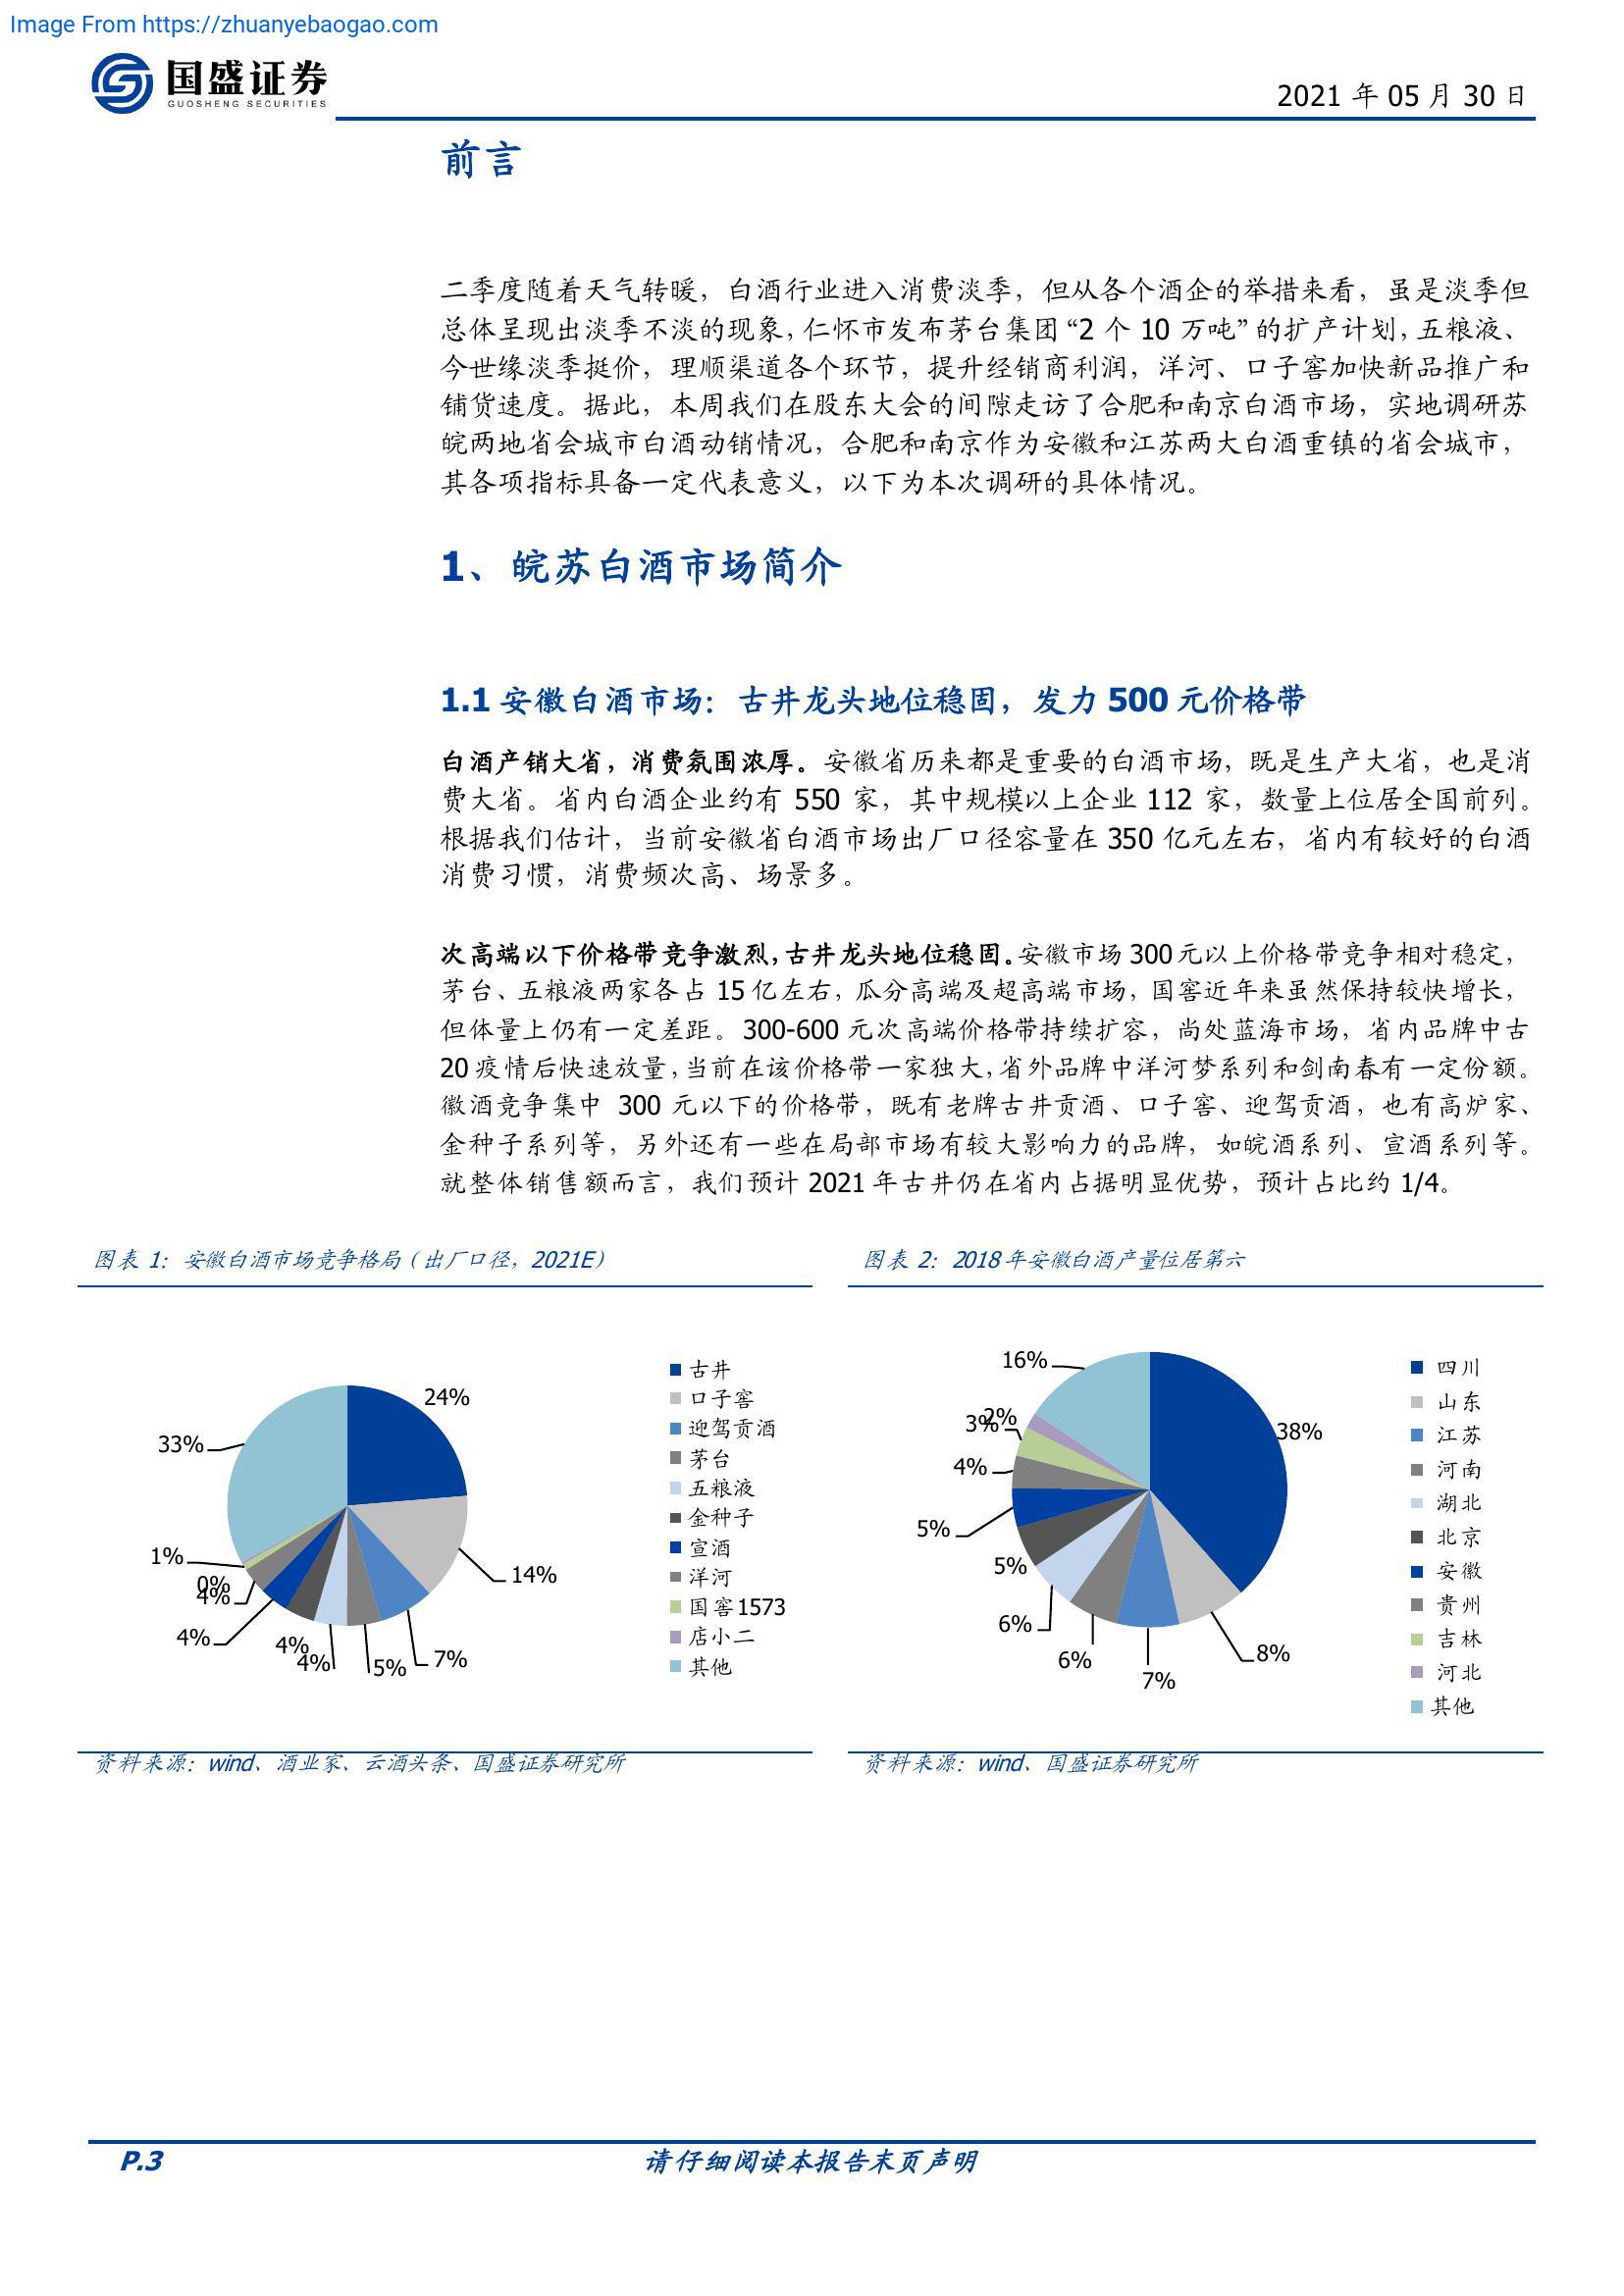 Image From https://zhuanyebaogao.com
国盛证券
GUOSHENG SECURITIES
2021 年 05 月 30 日
前言
二季度随着天气转暖，白酒行业进入消费淡季，但从各个酒企的举措来看，虽是淡季但
总体呈现出淡季不淡的现象，仁怀市发布茅台集团“2 个 10 万吨”的扩产计划，五粮液、
今世缘淡季挺价，理顺渠道各个环节，提升经销商利润，洋河、口子窖加快新品推广和
铺货速度。据此，本周我们在股东大会的间隙走访了合肥和南京白酒市场，实地调研苏
皖两地省会城市白酒动销情况，合肥和南京作为安徽和江苏两大白酒重镇的省会城市，
其各项指标具备一定代表意义，以下为本次调研的具体情况。
1、皖苏白酒市场简介
1.1 安徽白酒市场：古井龙头地位稳固，发力 500 元价格带
白酒产销大省，消费氛围浓厚。安徽省历来都是重要的白酒市场，既是生产大省，也是消
费大省。省内白酒企业约有 550 家，其中规模以上企业 112 家，数量上位居全国前列。
根据我们估计，当前安徽省白酒市场出厂口径容量在 350 亿元左右，省内有较好的白酒
消费习惯，消费频次高、场景多。
次高端以下价格带竞争激烈，古井龙头地位稳固。安徽市场 300 元以上价格带竞争相对稳定，
茅台、五粮液两家各占 15 亿左右，瓜分高端及超高端市场，国窖近年来虽然保持较快增长，
但体量上仍有一定差距。300-600 元次高端价格带持续扩容，尚处蓝海市场，省内品牌中古
20 疫情后快速放量，当前在该价格带一家独大，省外品牌中洋河梦系列和剑南春有一定份额。
徽酒竞争集中 300 元以下的价格带，既有老牌古井贡酒、口子窖、迎驾贡酒，也有高炉家、
金种子系列等，另外还有一些在局部市场有较大影响力的品牌，如皖酒系列、宣酒系列等。
就整体销售额而言，我们预计 2021 年古井仍在省内占据明显优势，预计占比约 1/4。
图表 1：安徽白酒市场竞争格局（出厂口径，2021E）
24%
14%
7%
5%
4%
4%
4%
4%
0%
1%
33%
古井
口子窖
迎驾贡酒
茅台
五粮液
金种子
宣酒
洋河
国窖1573
店小二
其他
资料来源：wind、酒业家、云酒头条、国盛证券研究所
图表 2：2018 年安徽白酒产量位居第六
38%
8%
7%
6%
6%
5%
5%
4%
3%
2%
16%
四川
山东
江苏
河南
湖北
北京
安徽
贵州
吉林
河北
其他
资料来源：wind、国盛证券研究所
P.3
请仔细阅读本报告末页声明